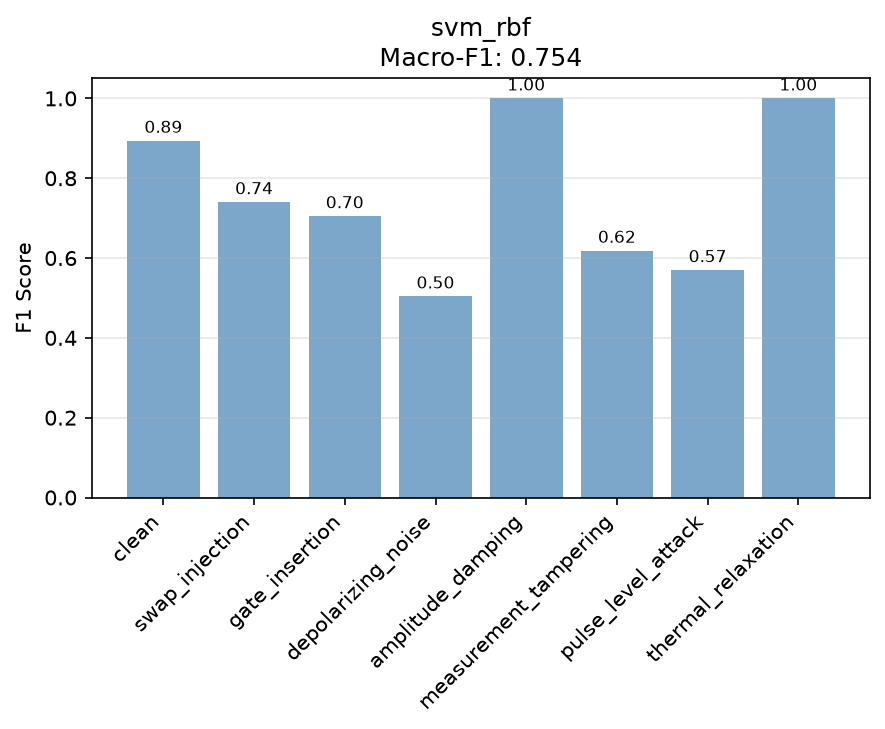 svm_rbf
Macro-F1: 0.754
1.00
1.00
1.0
0.89
0.8
0.74
0.70
0.62
0.6
0.57
0.50
0.4
0.2
0.0
F1 Score
clean
swap_injection
gate_insertion
depolarizing_noise
amplitude_damping
measurement_tampering
pulse_level_attack
thermal_relaxation